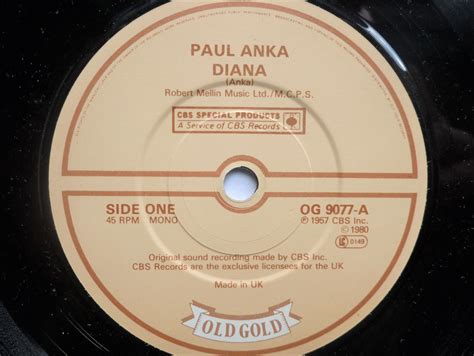 PAUL ANKA
DIANA
(Anka)
Robert Mellin Music Ltd./M.C.P.S.
CBS SPECIAL PRODUCTS
A Service of CBS Records
SIDE ONE
45 RPM MONO
OG 9077-A
℗ 1957 CBS Inc.
© 1980
0149
Original sound recording made by CBS Inc.
CBS Records are the exclusive licensees for the UK
Made in UK
OLD GOLD